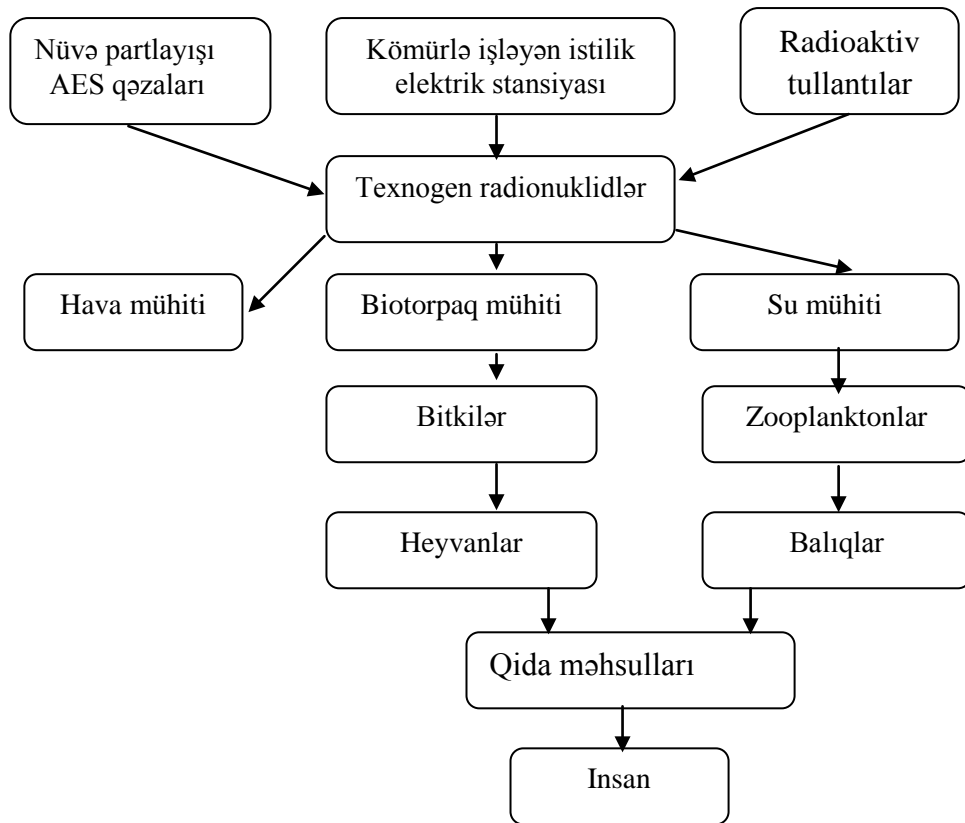 Nüvə partlayışı
AES qəzaları
Kömürlə işləyən istilik
elektrik stansiyası
Radioaktiv
tullantılar
Texnogen radionuklidlər
Hava mühiti
Biotorpaq mühiti
Su mühiti
Bitkilər
Zooplanktonlar
Heyvanlar
Balıqlar
Qida məhsulları
Insan